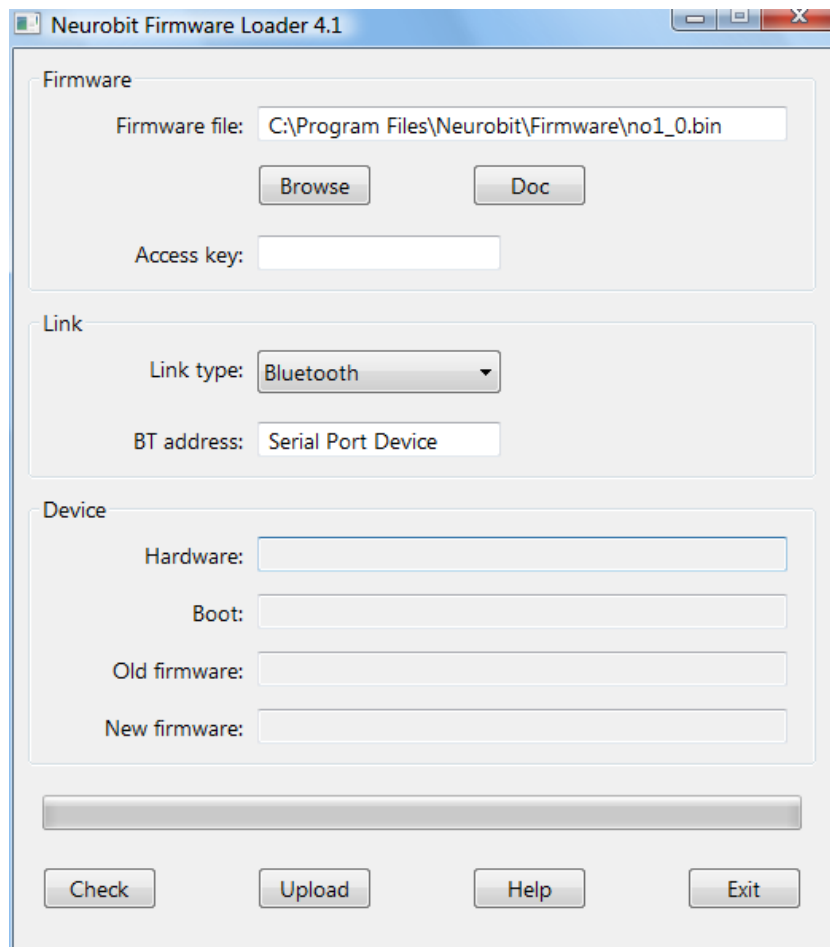 Neurobit Firmware Loader 4.1
Firmware
Firmware file: C:\Program Files\Neurobit\Firmware\no1_0.bin
Browse Doc
Access key:
Link
Link type: Bluetooth
BT address: Serial Port Device
Device
Hardware:
Boot:
Old firmware:
New firmware:
Check Upload Help Exit